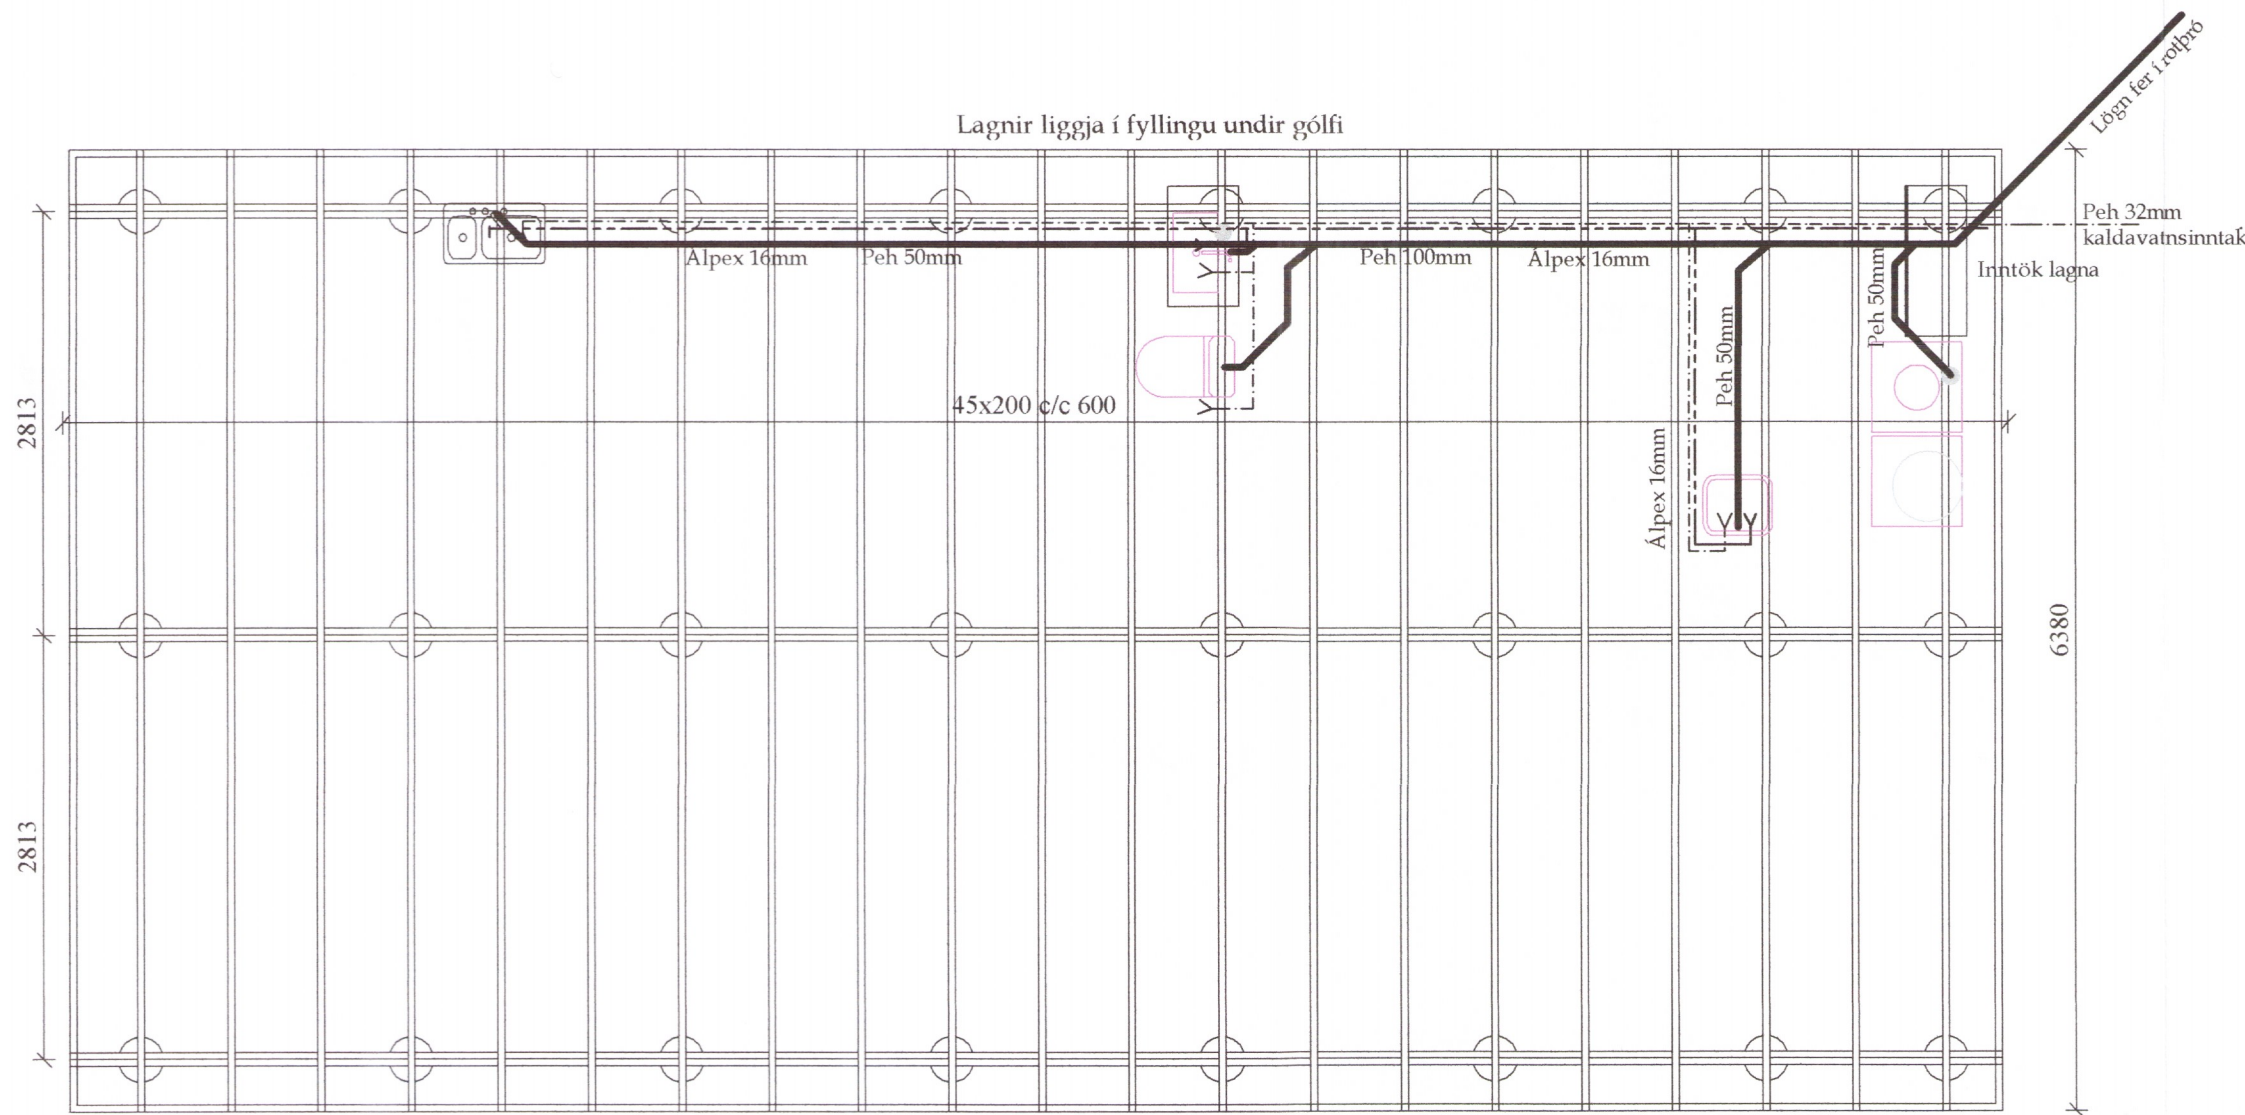 Lögn fer í rotþró
Lagnir liggja í fyllingu undir gólfi
Peh 32mm
kaldavatnsinntak
Inntök lagna
Álpex 16mm
Peh 50mm
Peh 100mm
Álpex 16mm
Peh 50mm
Peh 50mm
Álpex 16mm
45x200 c/c 600
2813
2813
6380